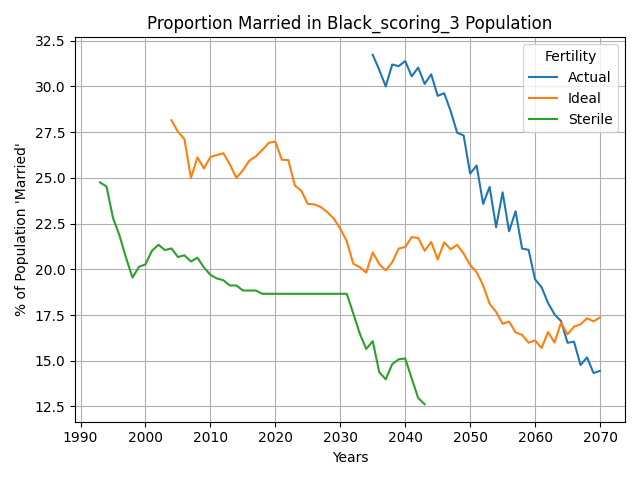 Proportion Married in Black_scoring_3 Population
% of Population 'Married'
32.5
30.0
27.5
25.0
22.5
20.0
17.5
15.0
12.5
Fertility
Actual
Ideal
Sterile
1990 2000 2010 2020 2030 2040 2050 2060 2070
Years